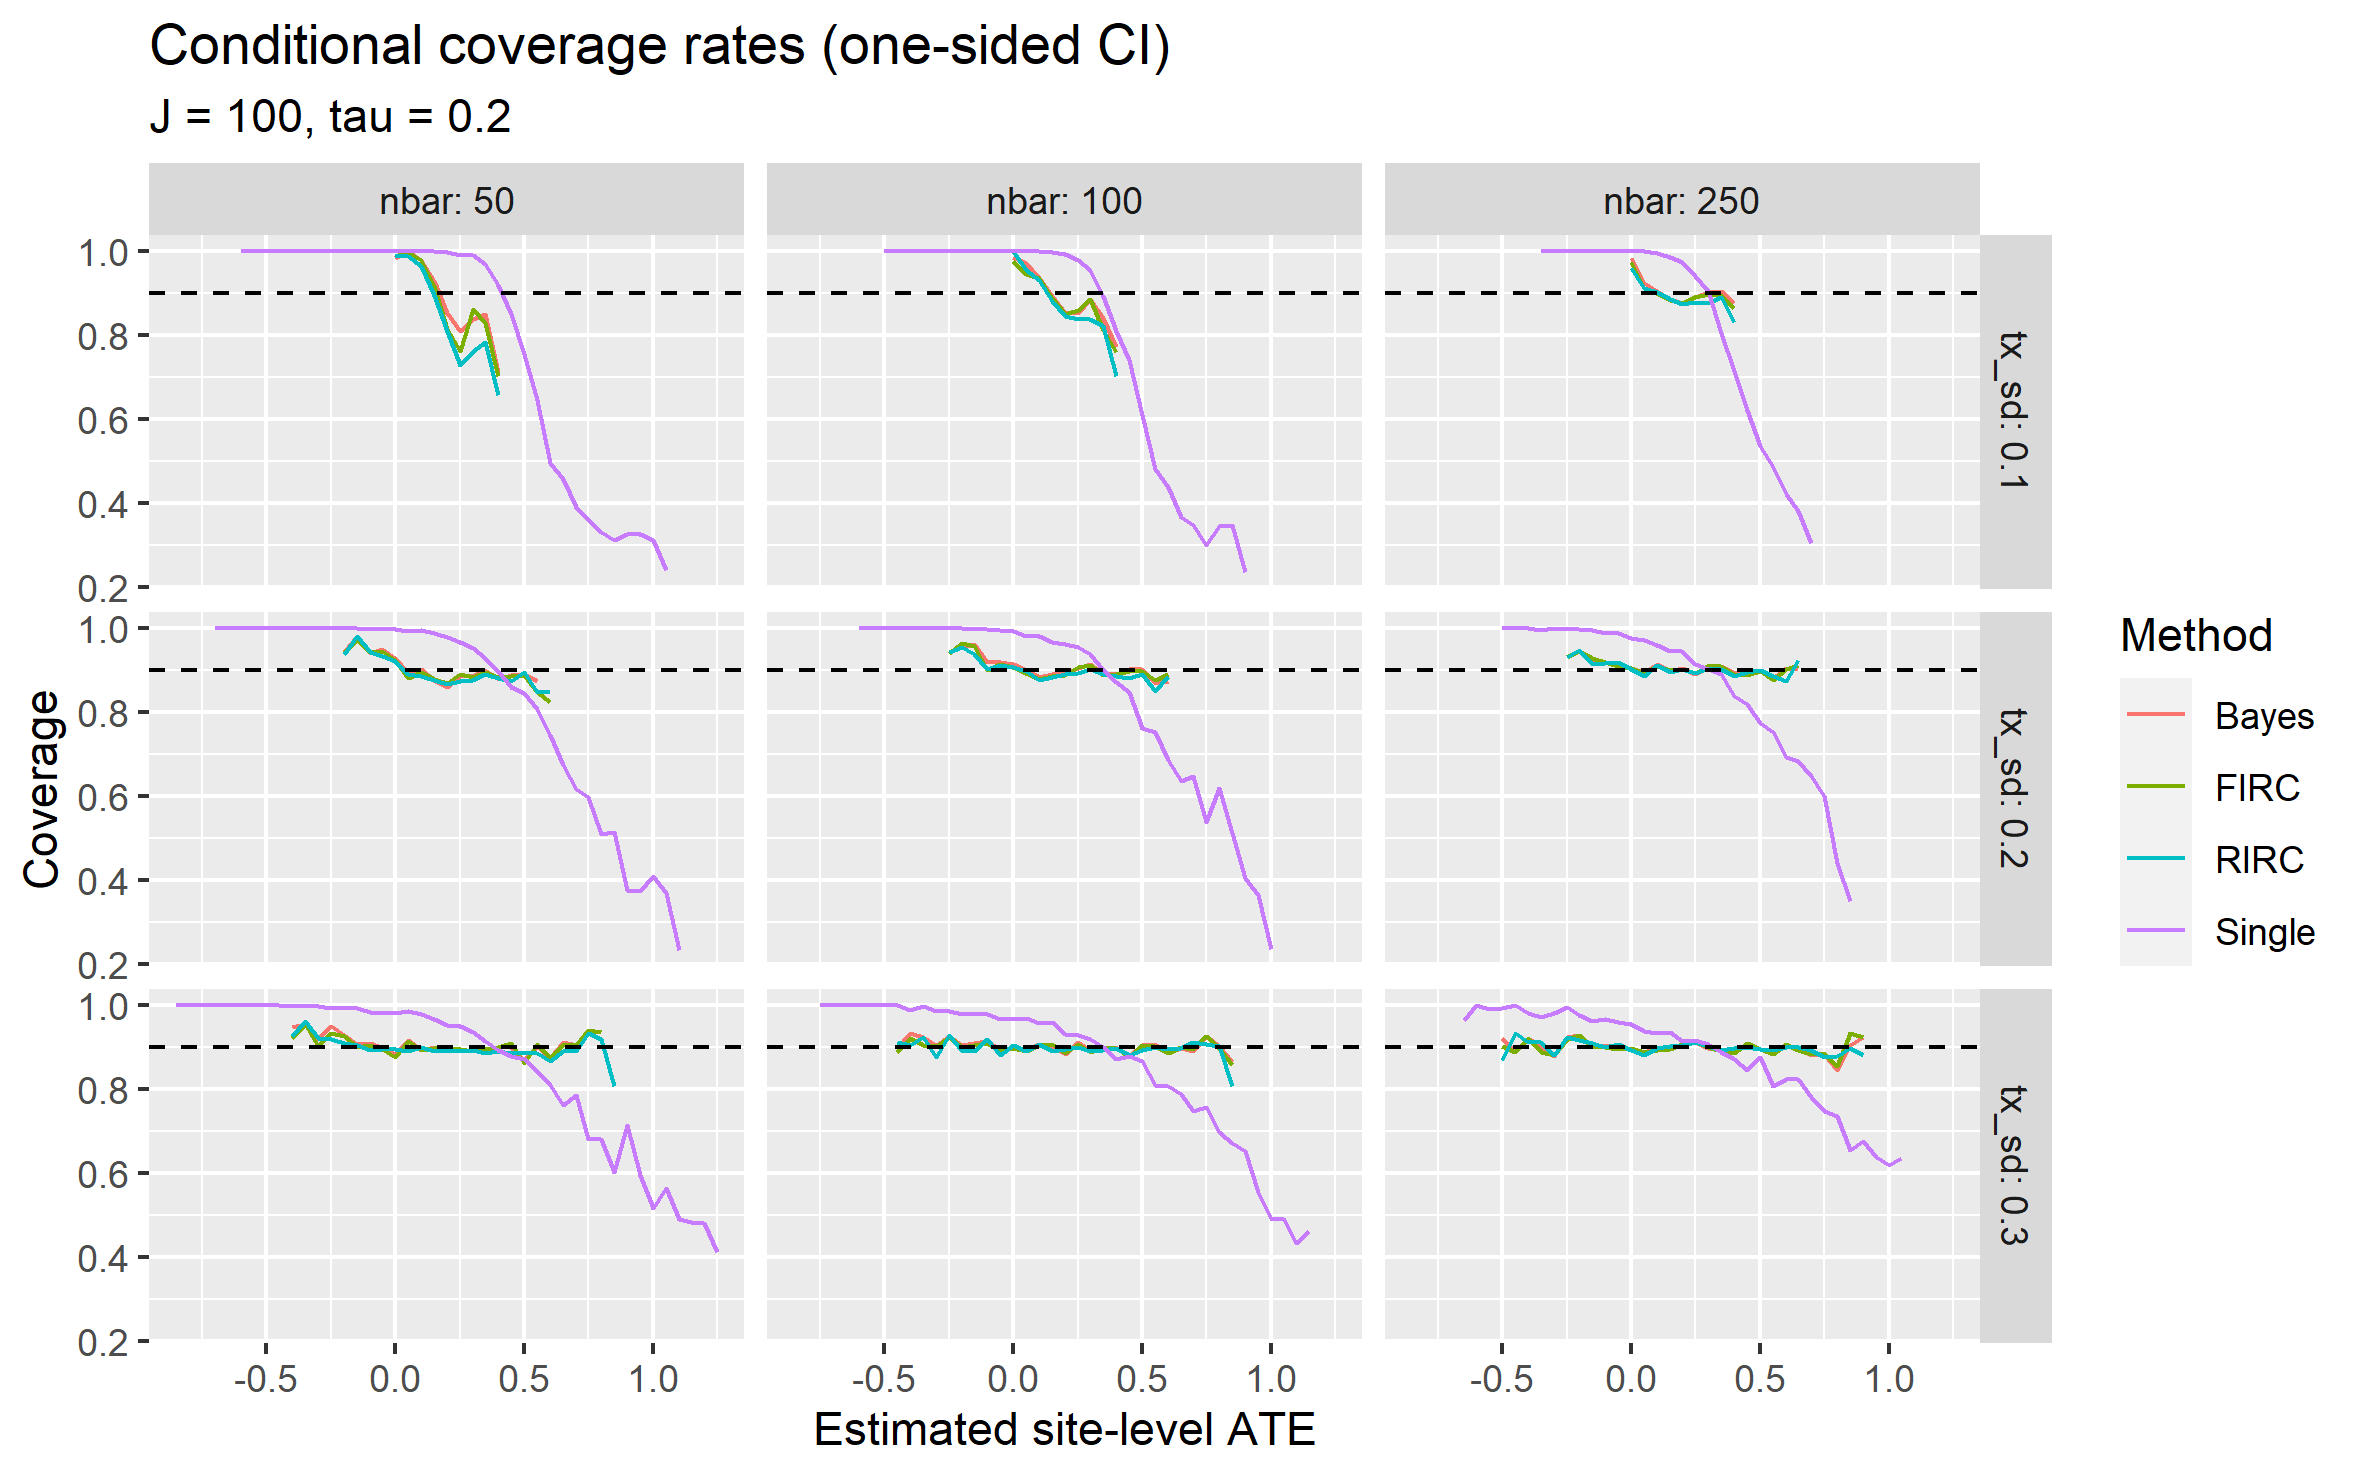 Conditional coverage rates (one-sided CI)
J = 100, tau = 0.2
nbar: 50
nbar: 100
nbar: 250
1.0
0.8
0.6
0.4
0.2
tx_sd: 0.1
1.0
0.8
0.6
0.4
0.2
tx_sd: 0.2
1.0
0.8
0.6
0.4
0.2
tx_sd: 0.3
Coverage
-0.5 0.0 0.5 1.0
-0.5 0.0 0.5 1.0
-0.5 0.0 0.5 1.0
Estimated site-level ATE
Method
Bayes
FIRC
RIRC
Single